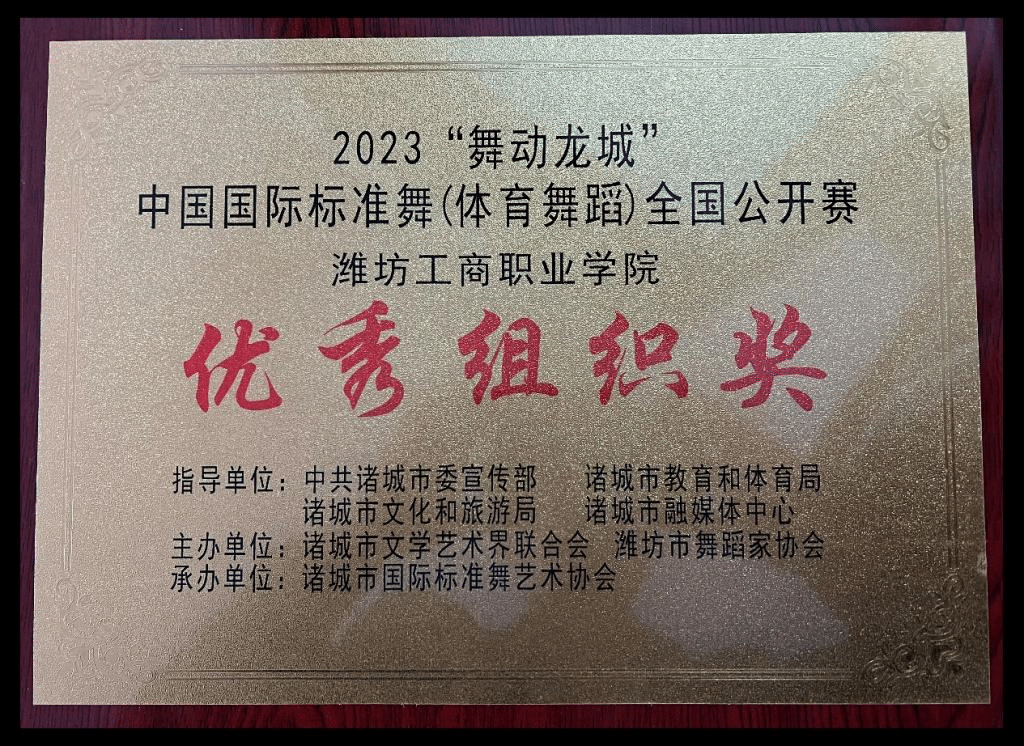 2023“舞动龙城”
中国国际标准舞(体育舞蹈)全国公开赛
潍坊工商职业学院
优秀组织奖
指导单位：中共诸城市委宣传部 诸城市教育和体育局
诸城市文化和旅游局 诸城市融媒体中心
主办单位：诸城市文学艺术界联合会 潍坊市舞蹈家协会
承办单位：诸城市国际标准舞艺术协会